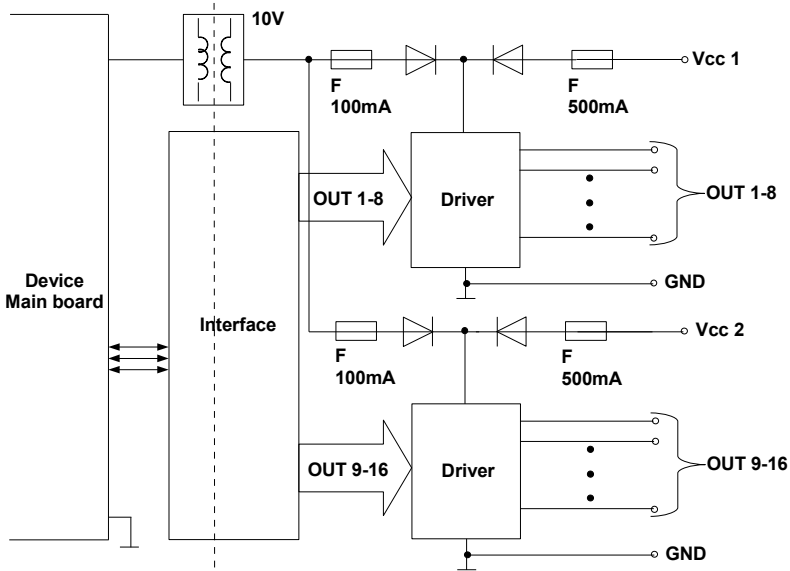 10V
Vcc 1
F
100mA
F
500mA
OUT 1-8
Driver
OUT 1-8
GND
Device
Main board
Interface
Vcc 2
F
100mA
F
500mA
OUT 9-16
Driver
OUT 9-16
GND